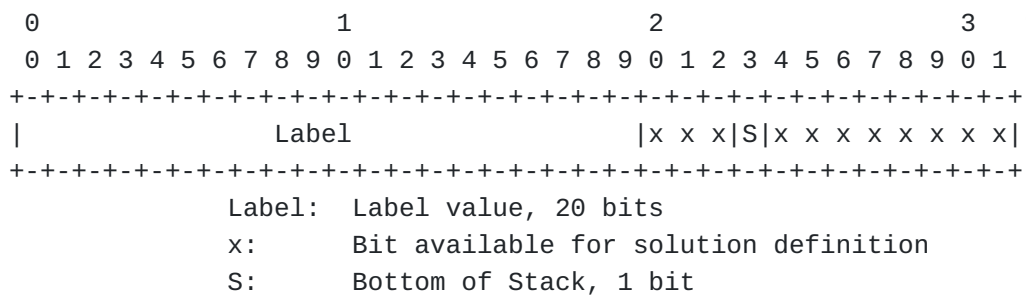 0                   1                   2                   3
 0 1 2 3 4 5 6 7 8 9 0 1 2 3 4 5 6 7 8 9 0 1 2 3 4 5 6 7 8 9 0 1
+-+-+-+-+-+-+-+-+-+-+-+-+-+-+-+-+-+-+-+-+-+-+-+-+-+-+-+-+-+-+-+-+
|                Label                  |x x x|S|x x x x x x x x|
+-+-+-+-+-+-+-+-+-+-+-+-+-+-+-+-+-+-+-+-+-+-+-+-+-+-+-+-+-+-+-+-+
              Label:  Label value, 20 bits
              x:      Bit available for solution definition
              S:      Bottom of Stack, 1 bit